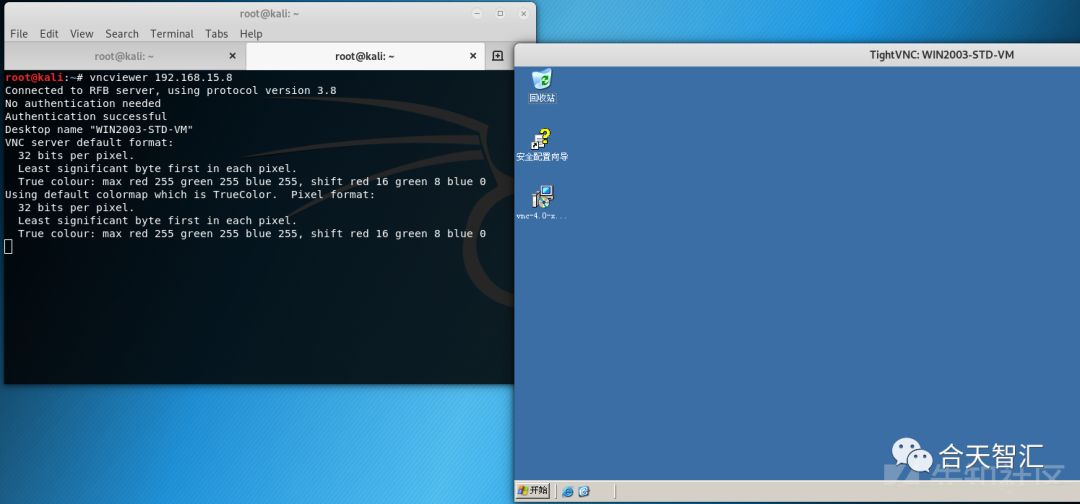 root@kali: ~
File Edit View Search Terminal Tabs Help
root@kali: ~
root@kali: ~
root@kali:~# vncviewer 192.168.15.8
Connected to RFB server, using protocol version 3.8
No authentication needed
Authentication successful
Desktop name "WIN2003-STD-VM"
VNC server default format:
32 bits per pixel.
Least significant byte first in each pixel.
True colour: max red 255 green 255 blue 255, shift red 16 green 8 blue 0
Using default colormap which is TrueColor. Pixel format:
32 bits per pixel.
Least significant byte first in each pixel.
True colour: max red 255 green 255 blue 255, shift red 16 green 8 blue 0
TightVNC: WIN2003-STD-VM
回收站
安全配置向导
vnc-4.0-x...
合天智汇
先知社区
开始